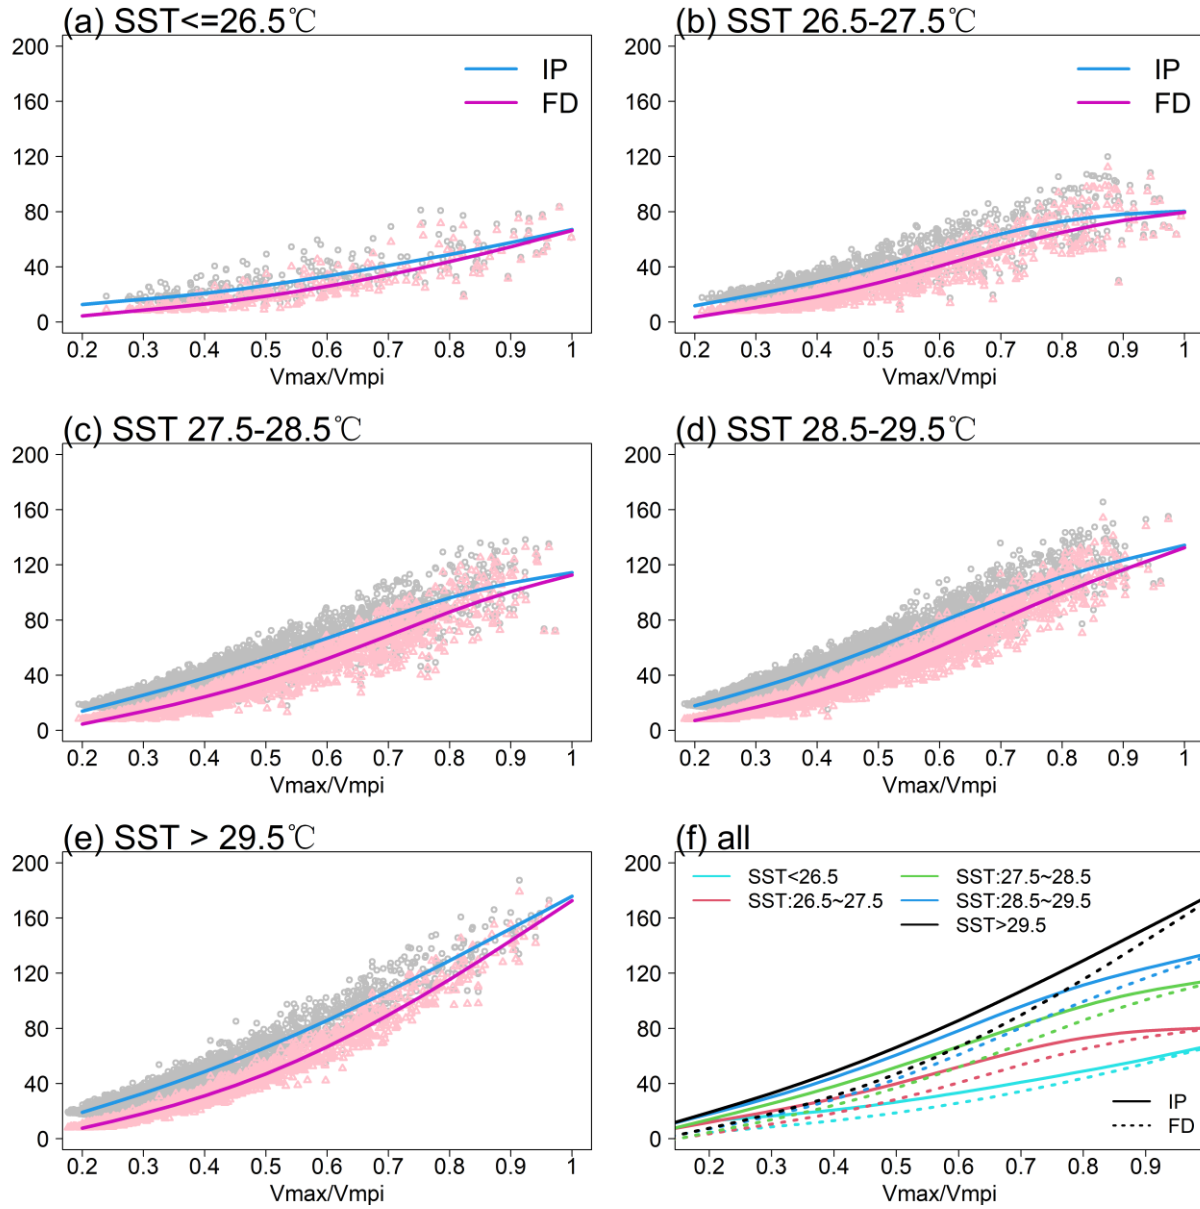 (a) SST<=26.5℃
200
160
120
80
40
0
IP
FD
0.2 0.3 0.4 0.5 0.6 0.7 0.8 0.9 1
Vmax/Vmpi
(b) SST 26.5-27.5℃
200
160
120
80
40
0
IP
FD
0.2 0.3 0.4 0.5 0.6 0.7 0.8 0.9 1
Vmax/Vmpi
(c) SST 27.5-28.5℃
200
160
120
80
40
0
0.2 0.3 0.4 0.5 0.6 0.7 0.8 0.9 1
Vmax/Vmpi
(d) SST 28.5-29.5℃
200
160
120
80
40
0
0.2 0.3 0.4 0.5 0.6 0.7 0.8 0.9 1
Vmax/Vmpi
(e) SST > 29.5℃
200
160
120
80
40
0
0.2 0.3 0.4 0.5 0.6 0.7 0.8 0.9 1
Vmax/Vmpi
(f) all
200
160
120
80
40
0
SST<26.5
SST:26.5~27.5
SST:27.5~28.5
SST:28.5~29.5
SST>29.5
IP
FD
0.2 0.3 0.4 0.5 0.6 0.7 0.8 0.9
Vmax/Vmpi